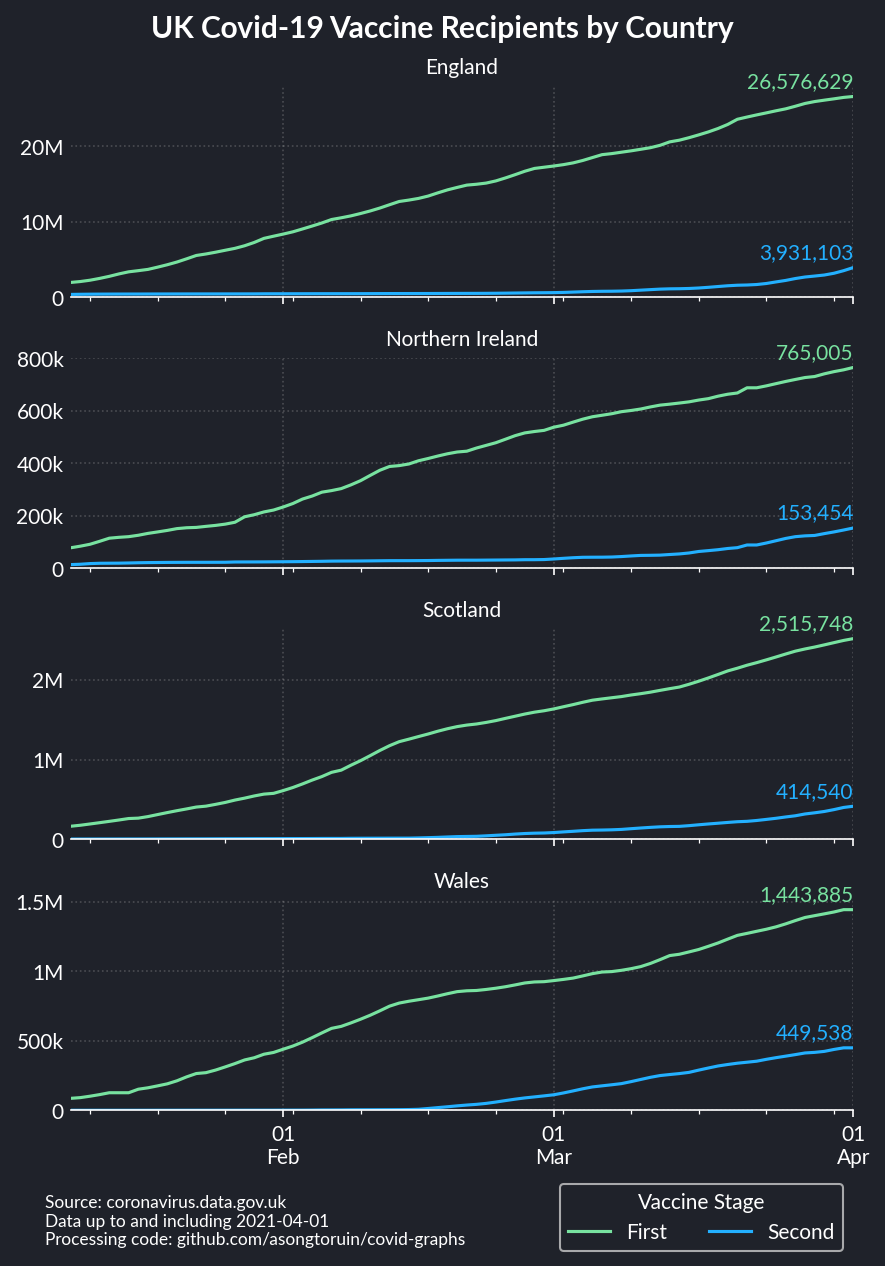 UK Covid-19 Vaccine Recipients by Country
England
26,576,629
20M
10M
3,931,103
0
Northern Ireland
800k
765,005
600k
400k
200k
153,454
0
Scotland
2,515,748
2M
1M
414,540
0
Wales
1.5M
1,443,885
1M
500k
449,538
0
01 01 01
Feb Mar Apr
Source: coronavirus.data.gov.uk
Data up to and including 2021-04-01
Processing code: github.com/asongtoruin/covid-graphs
Vaccine Stage
First Second